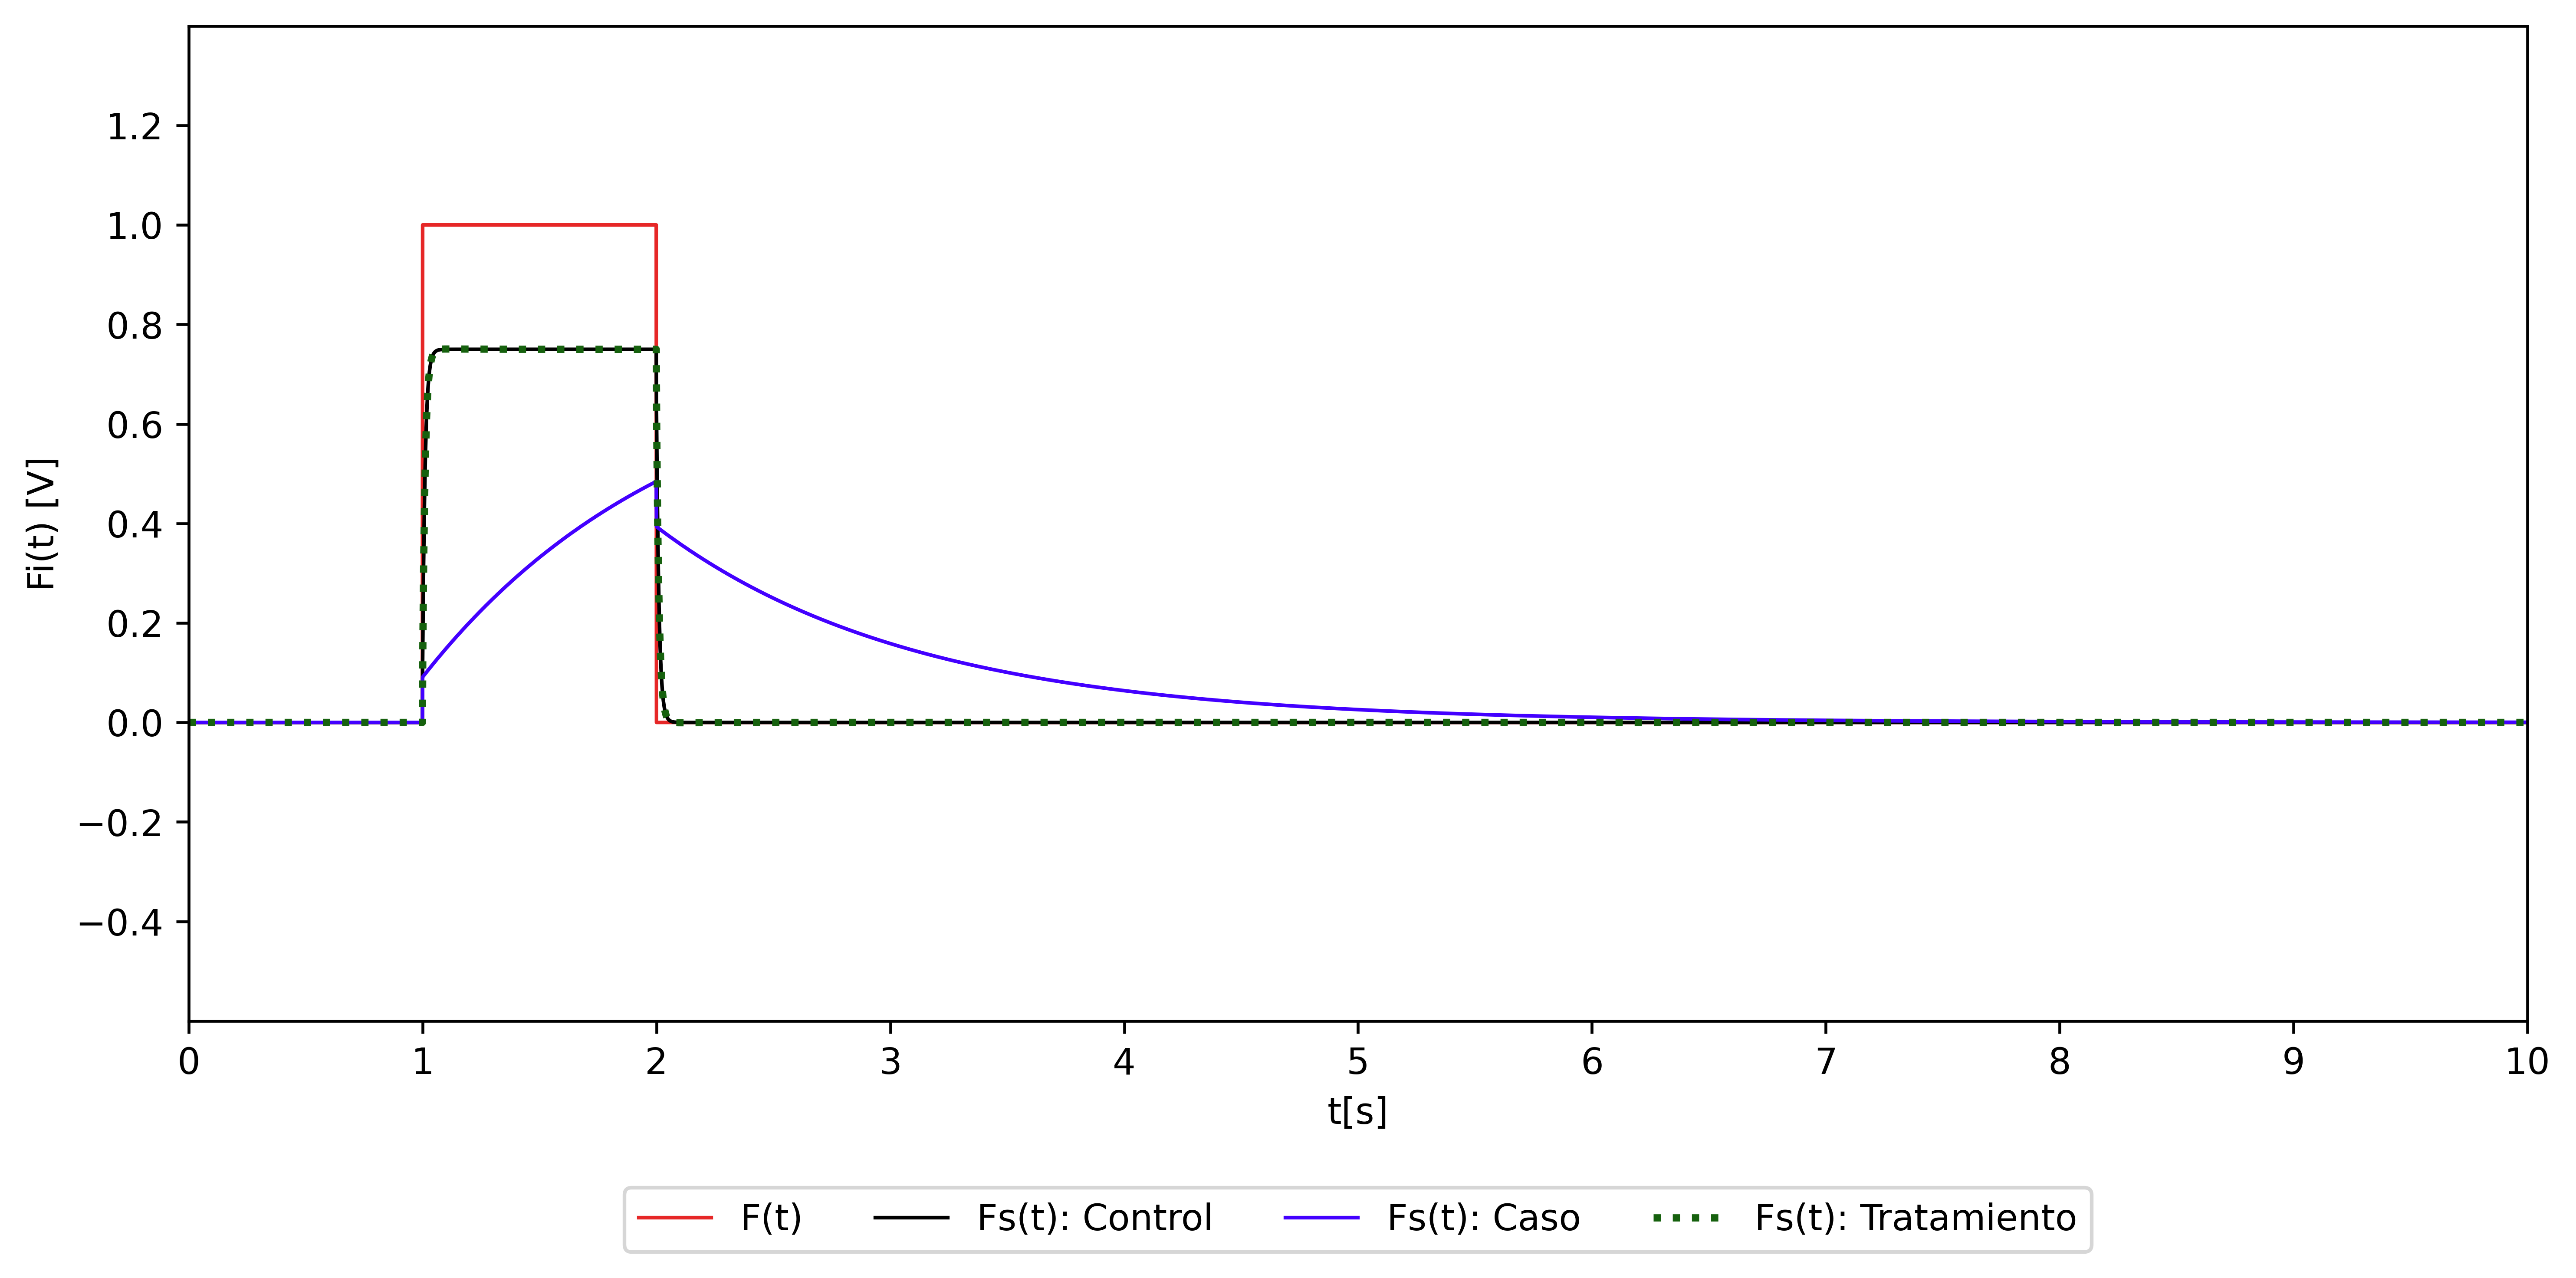 1.2
1.0
0.8
0.6
0.4
0.2
0.0
−0.2
−0.4
Fi(t) [V]
0 1 2 3 4 5 6 7 8 9 10
t[s]
F(t) Fs(t): Control Fs(t): Caso Fs(t): Tratamiento